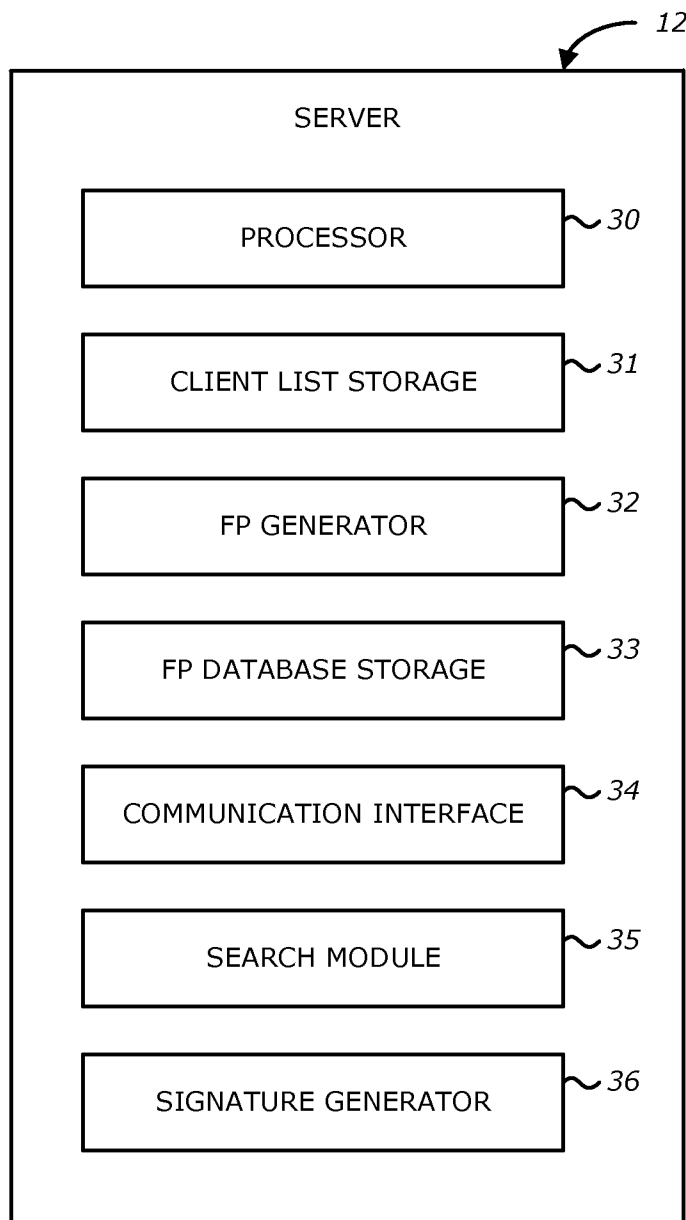 12
SERVER
PROCESSOR 30
CLIENT LIST STORAGE 31
FP GENERATOR 32
FP DATABASE STORAGE 33
COMMUNICATION INTERFACE 34
SEARCH MODULE 35
SIGNATURE GENERATOR 36